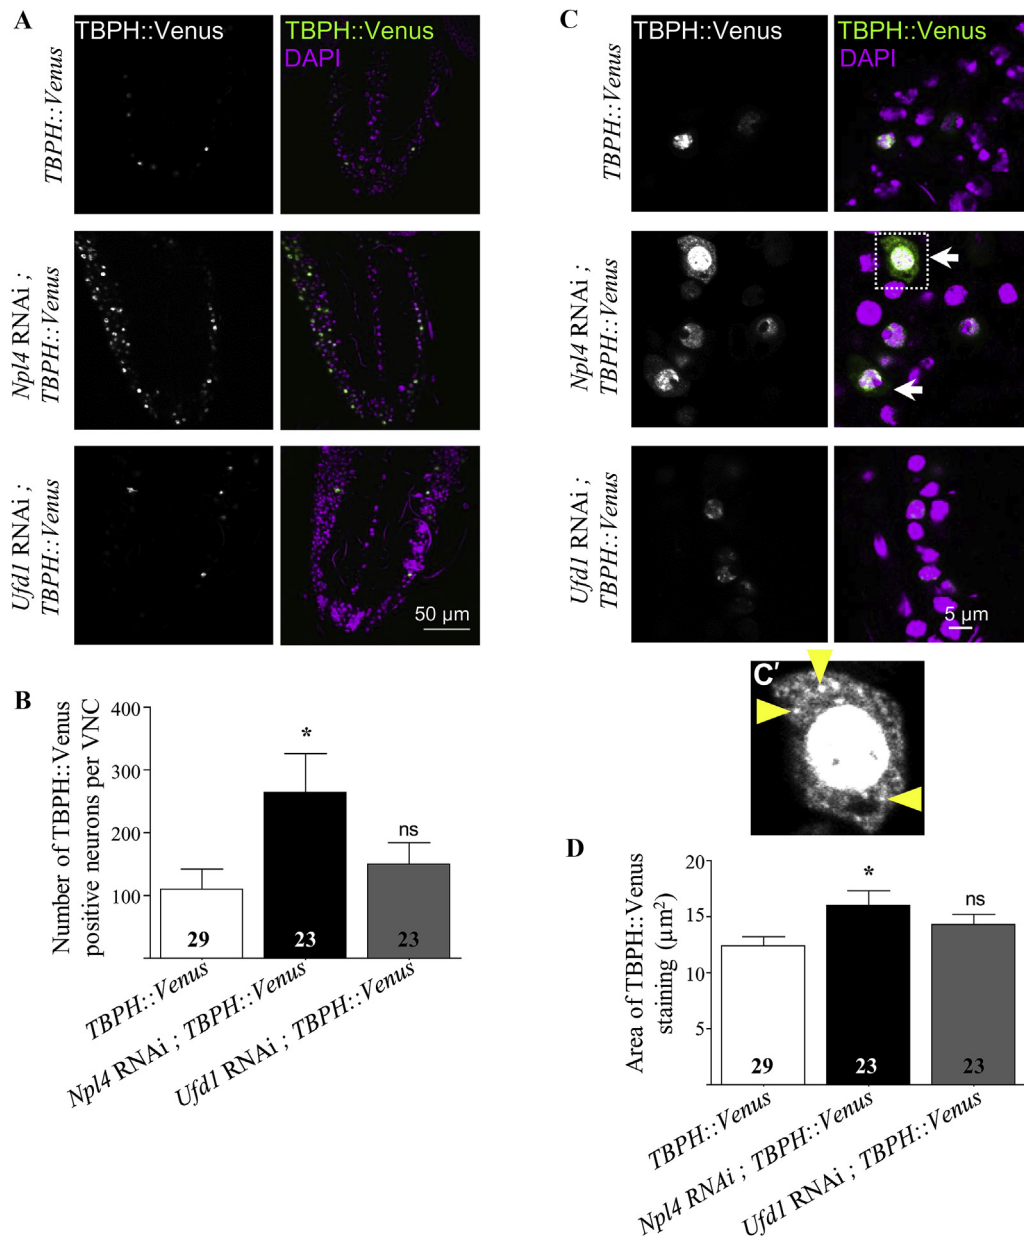 A
TBPH::Venus
TBPH::Venus
DAPI
TBPH::Venus
Npl4 RNAi ;
TBPH::Venus
Ufd1 RNAi ;
TBPH::Venus
50 µm
B
Number of TBPH::Venus
positive neurons per VNC
400
300
200
100
*
ns
29
23
23
TBPH::Venus
Npl4 RNAi ; TBPH::Venus
Ufd1 RNAi ; TBPH::Venus
C
TBPH::Venus
TBPH::Venus
DAPI
TBPH::Venus
Npl4 RNAi ;
TBPH::Venus
Ufd1 RNAi ;
TBPH::Venus
5 µm
C′
D
Area of TBPH::Venus
staining (µm²)
20
15
10
5
*
ns
29
23
23
TBPH::Venus
Npl4 RNAi ; TBPH::Venus
Ufd1 RNAi ; TBPH::Venus